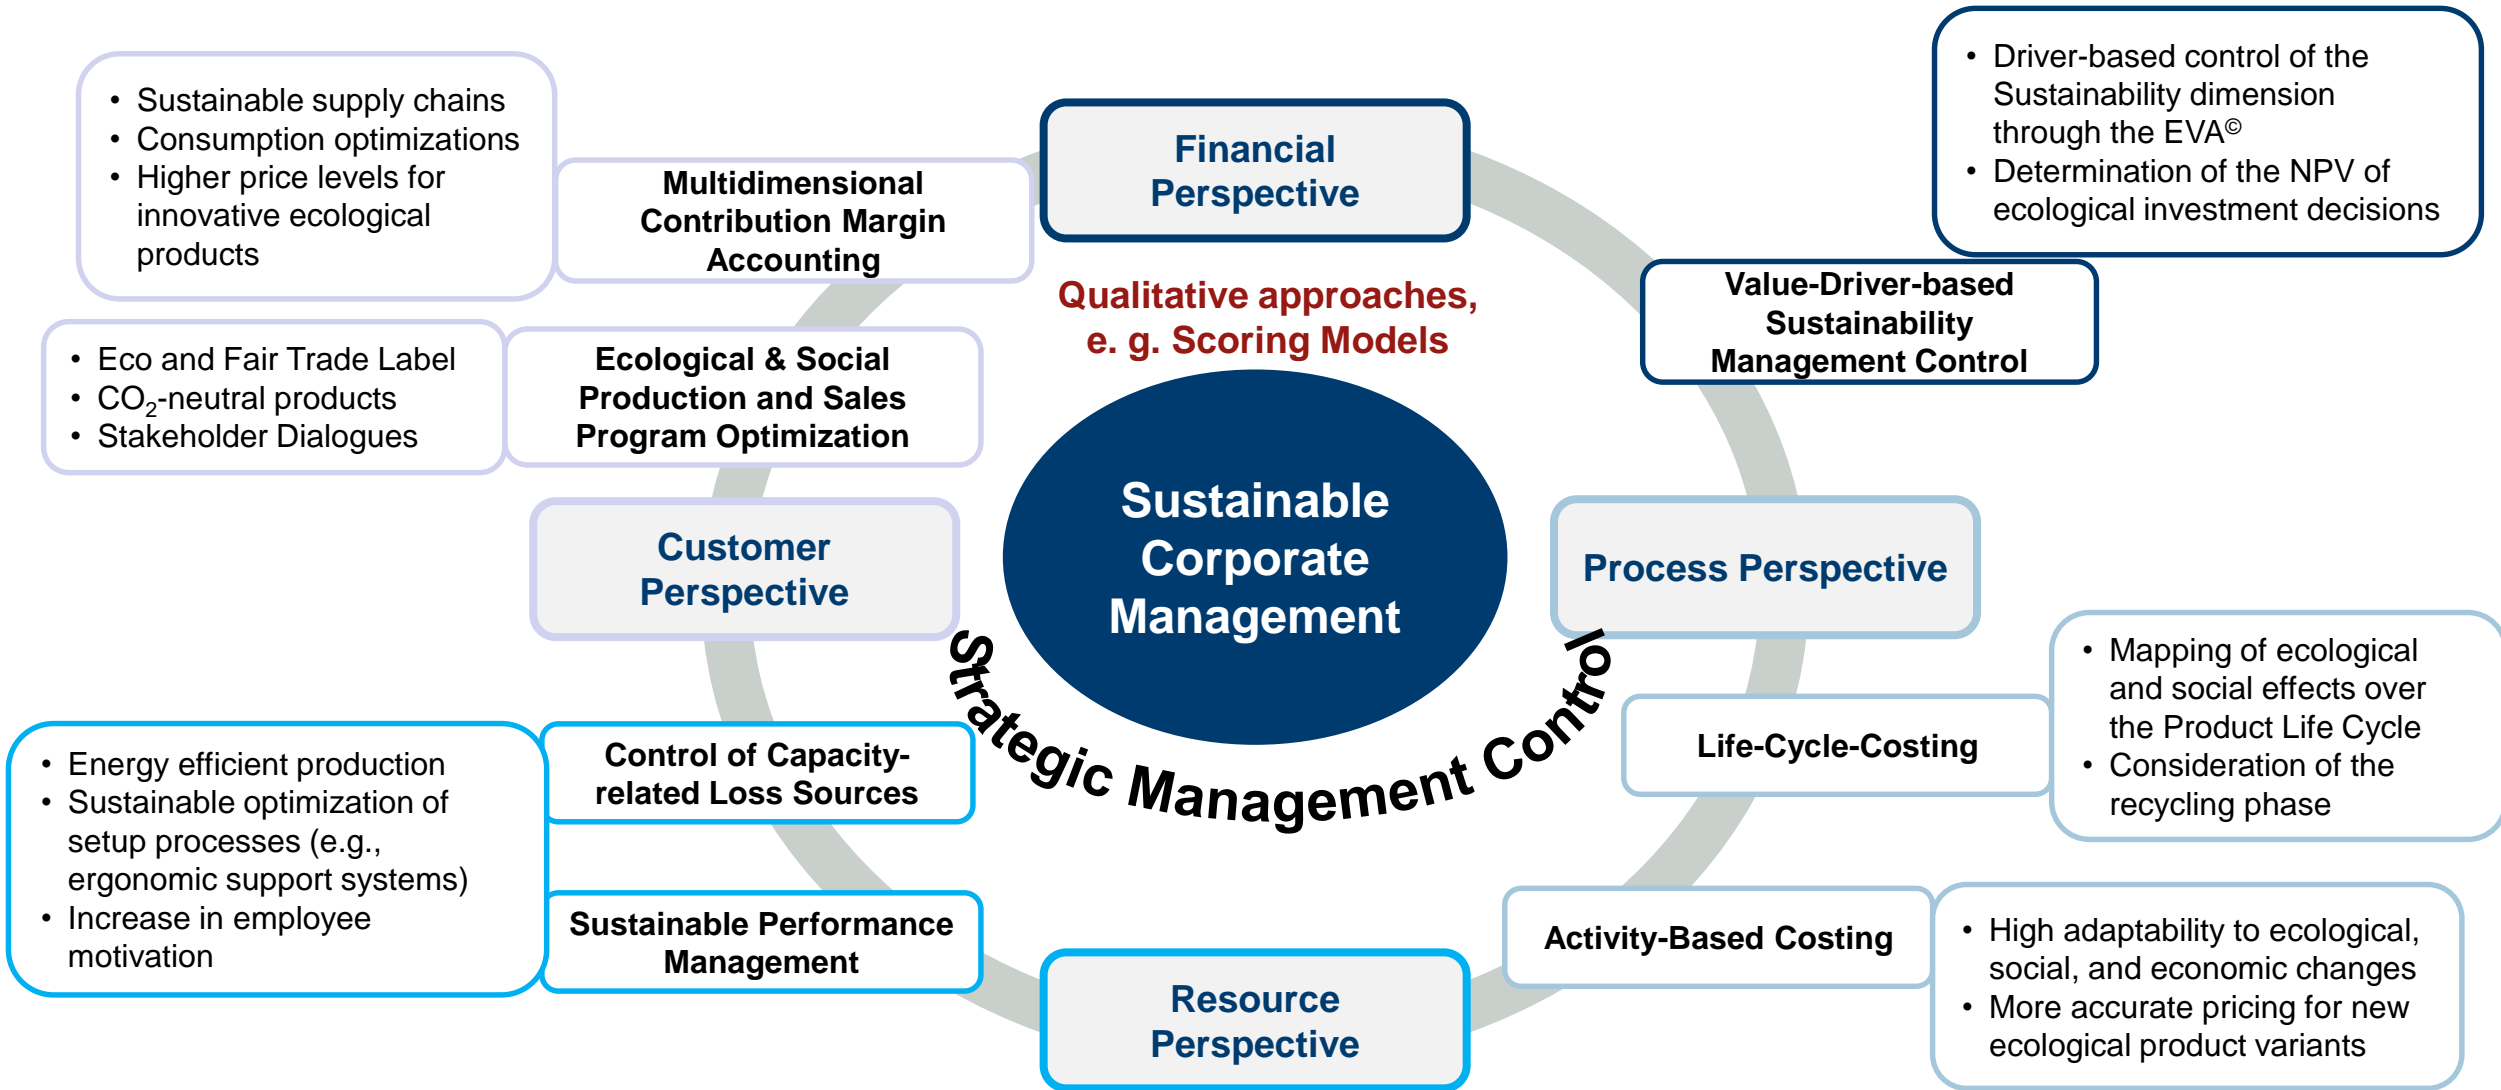 • Sustainable supply chains
• Consumption optimizations
• Higher price levels for
innovative ecological
products
Multidimensional
Contribution Margin
Accounting
Financial
Perspective
• Driver-based control of the
Sustainability dimension
through the EVA©
• Determination of the NPV of
ecological investment decisions
Value-Driver-based
Sustainability
Management Control
Qualitative approaches,
e. g. Scoring Models
• Eco and Fair Trade Label
• CO₂-neutral products
• Stakeholder Dialogues
Ecological & Social
Production and Sales
Program Optimization
Sustainable
Corporate
Management
Customer
Perspective
Process Perspective
Strategic Management Control
• Mapping of ecological
and social effects over
the Product Life Cycle
• Consideration of the
recycling phase
Life-Cycle-Costing
• Energy efficient production
• Sustainable optimization of
setup processes (e.g.,
ergonomic support systems)
• Increase in employee
motivation
Control of Capacity-
related Loss Sources
Sustainable Performance
Management
Resource
Perspective
Activity-Based Costing
• High adaptability to ecological,
social, and economic changes
• More accurate pricing for new
ecological product variants